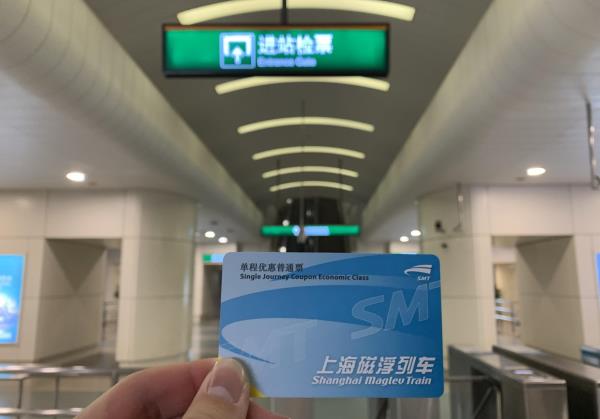 进站检票
Entrance Gate
单程优惠普通票
Single Journey Coupon Economic Class
SMT
SMT
MT
上海磁浮列车
Shanghai Maglev Train